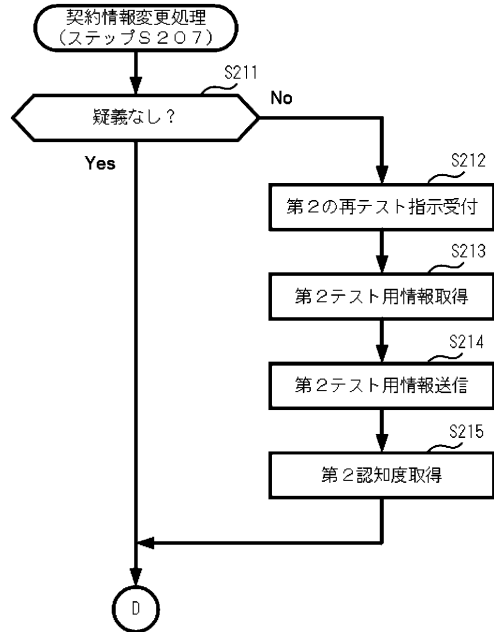 契約情報変更処理
(ステップS207)
S211
疑義なし？
No
Yes
S212
第2の再テスト指示受付
S213
第2テスト用情報取得
S214
第2テスト用情報送信
S215
第2認知度取得
D